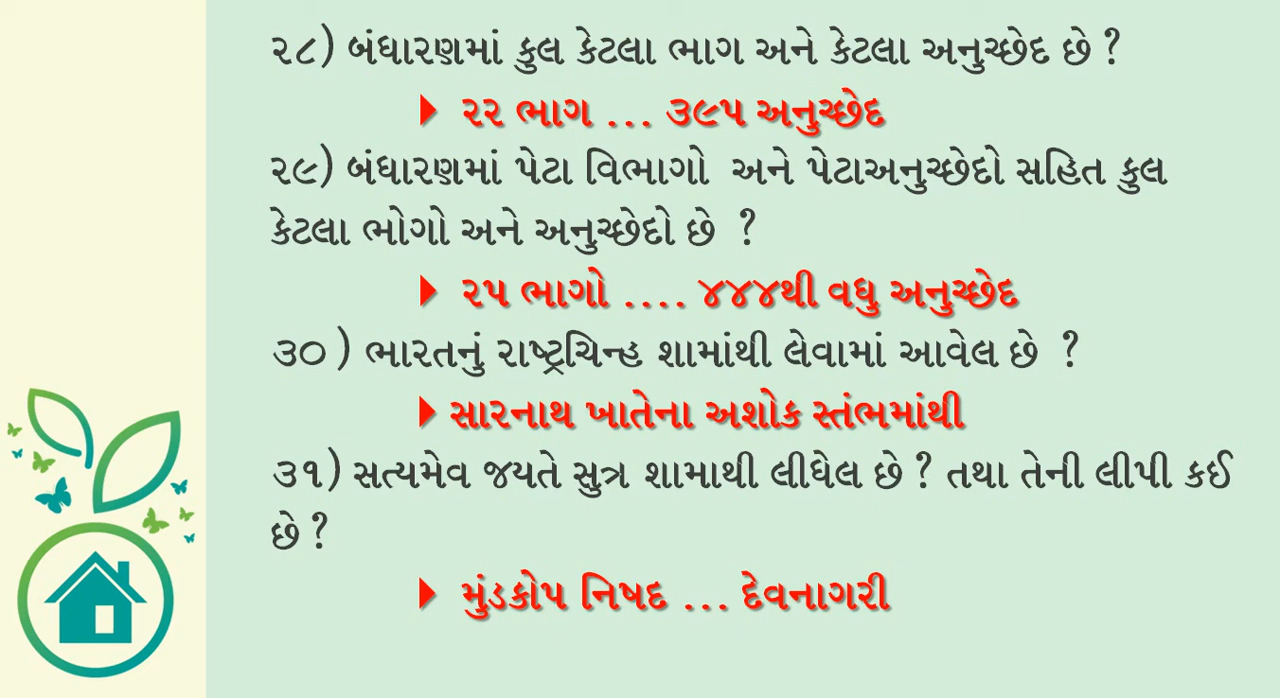 ૨૮) બંધારણમાં કુલ કેટલા ભાગ અને કેટલા અનુચ્છેદ છે ?
૨૨ ભાગ ... ૩૯૫ અનુચ્છેદ
૨૯) બંધારણમાં પેટા વિભાગો અને પેટાઅનુચ્છેદો સહિત કુલ
કેટલા ભોગો અને અનુચ્છેદો છે ?
૨૫ ભાગો .... ૪૪૪થી વધુ અનુચ્છેદ
૩૦ ) ભારતનું રાષ્ટ્રચિન્હ શામાંથી લેવામાં આવેલ છે ?
સારનાથ ખાતેના અશોક સ્તંભમાંથી
૩૧) સત્યમેવ જયતે સુત્ર શામાથી લીધેલ છે ? તથા તેની લીપી કઈ
છે ?
મુંડકોપ નિષદ ... દેવનાગરી